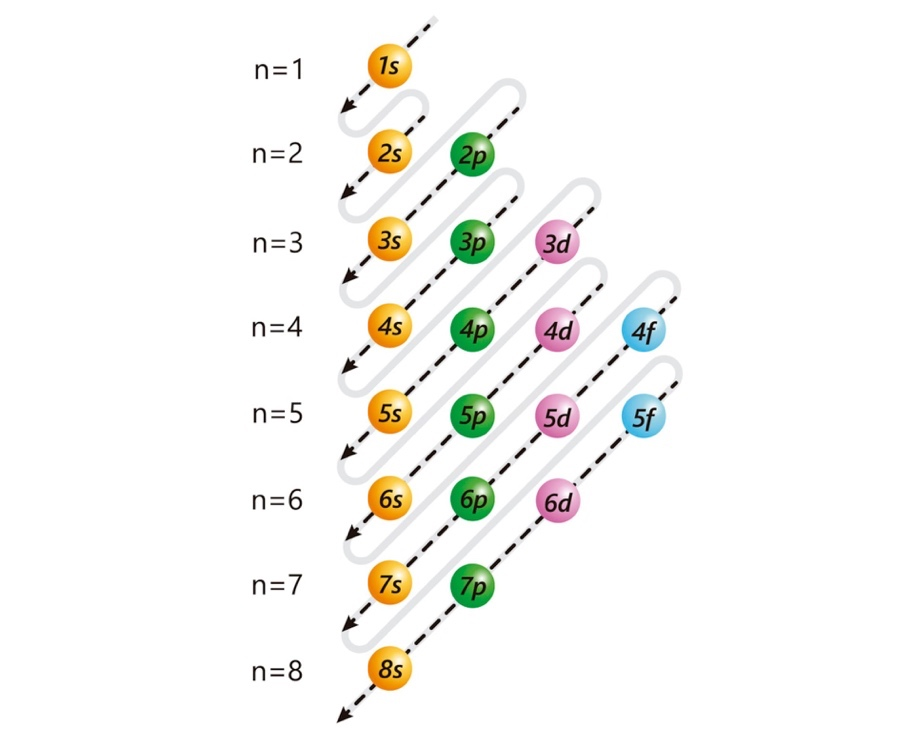 n=1 1s
n=2 2s 2p
n=3 3s 3p 3d
n=4 4s 4p 4d 4f
n=5 5s 5p 5d 5f
n=6 6s 6p 6d
n=7 7s 7p
n=8 8s